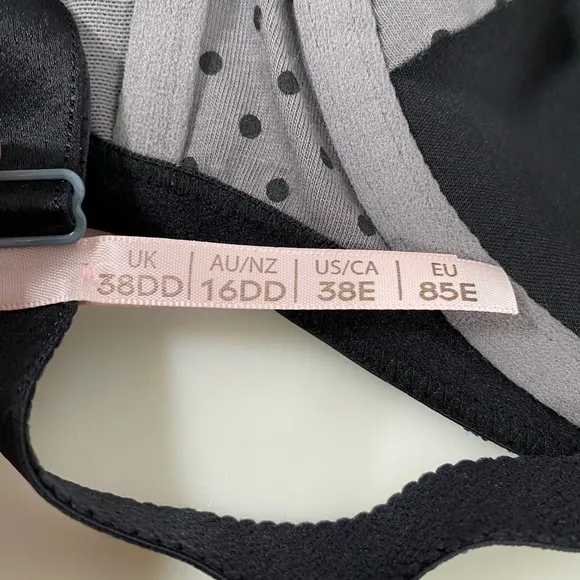 UK | AU/NZ | US/CA | EU
38DD | 16DD | 38E | 85E